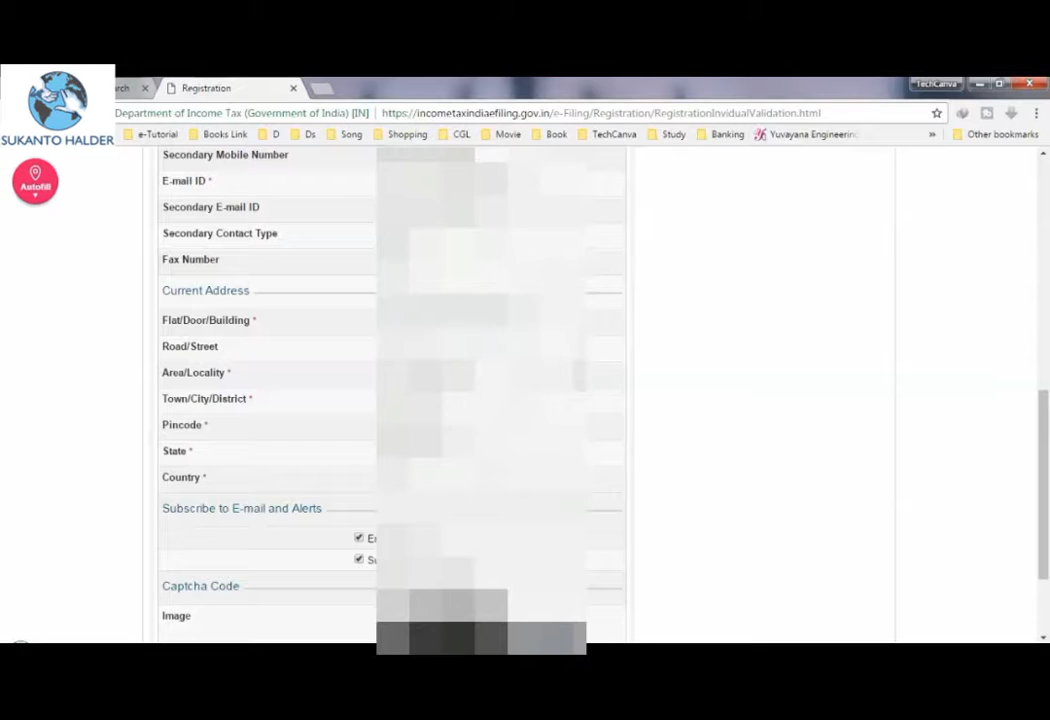 SUKANTO HALDER
Autofill
rch
Registration
TechCanva
Department of Income Tax (Government of India) [IN]
https://incometaxindiaefiling.gov.in/e-Filing/Registration/RegistrationInvidualValidation.html
e-Tutorial Books Link D Ds Song Shopping CGL Movie Book TechCanva Study Banking Yuvayana Engineerin » Other bookmarks
Secondary Mobile Number
E-mail ID *
Secondary E-mail ID
Secondary Contact Type
Fax Number
Current Address
Flat/Door/Building *
Road/Street
Area/Locality *
Town/City/District *
Pincode *
State *
Country *
Subscribe to E-mail and Alerts
Captcha Code
Image